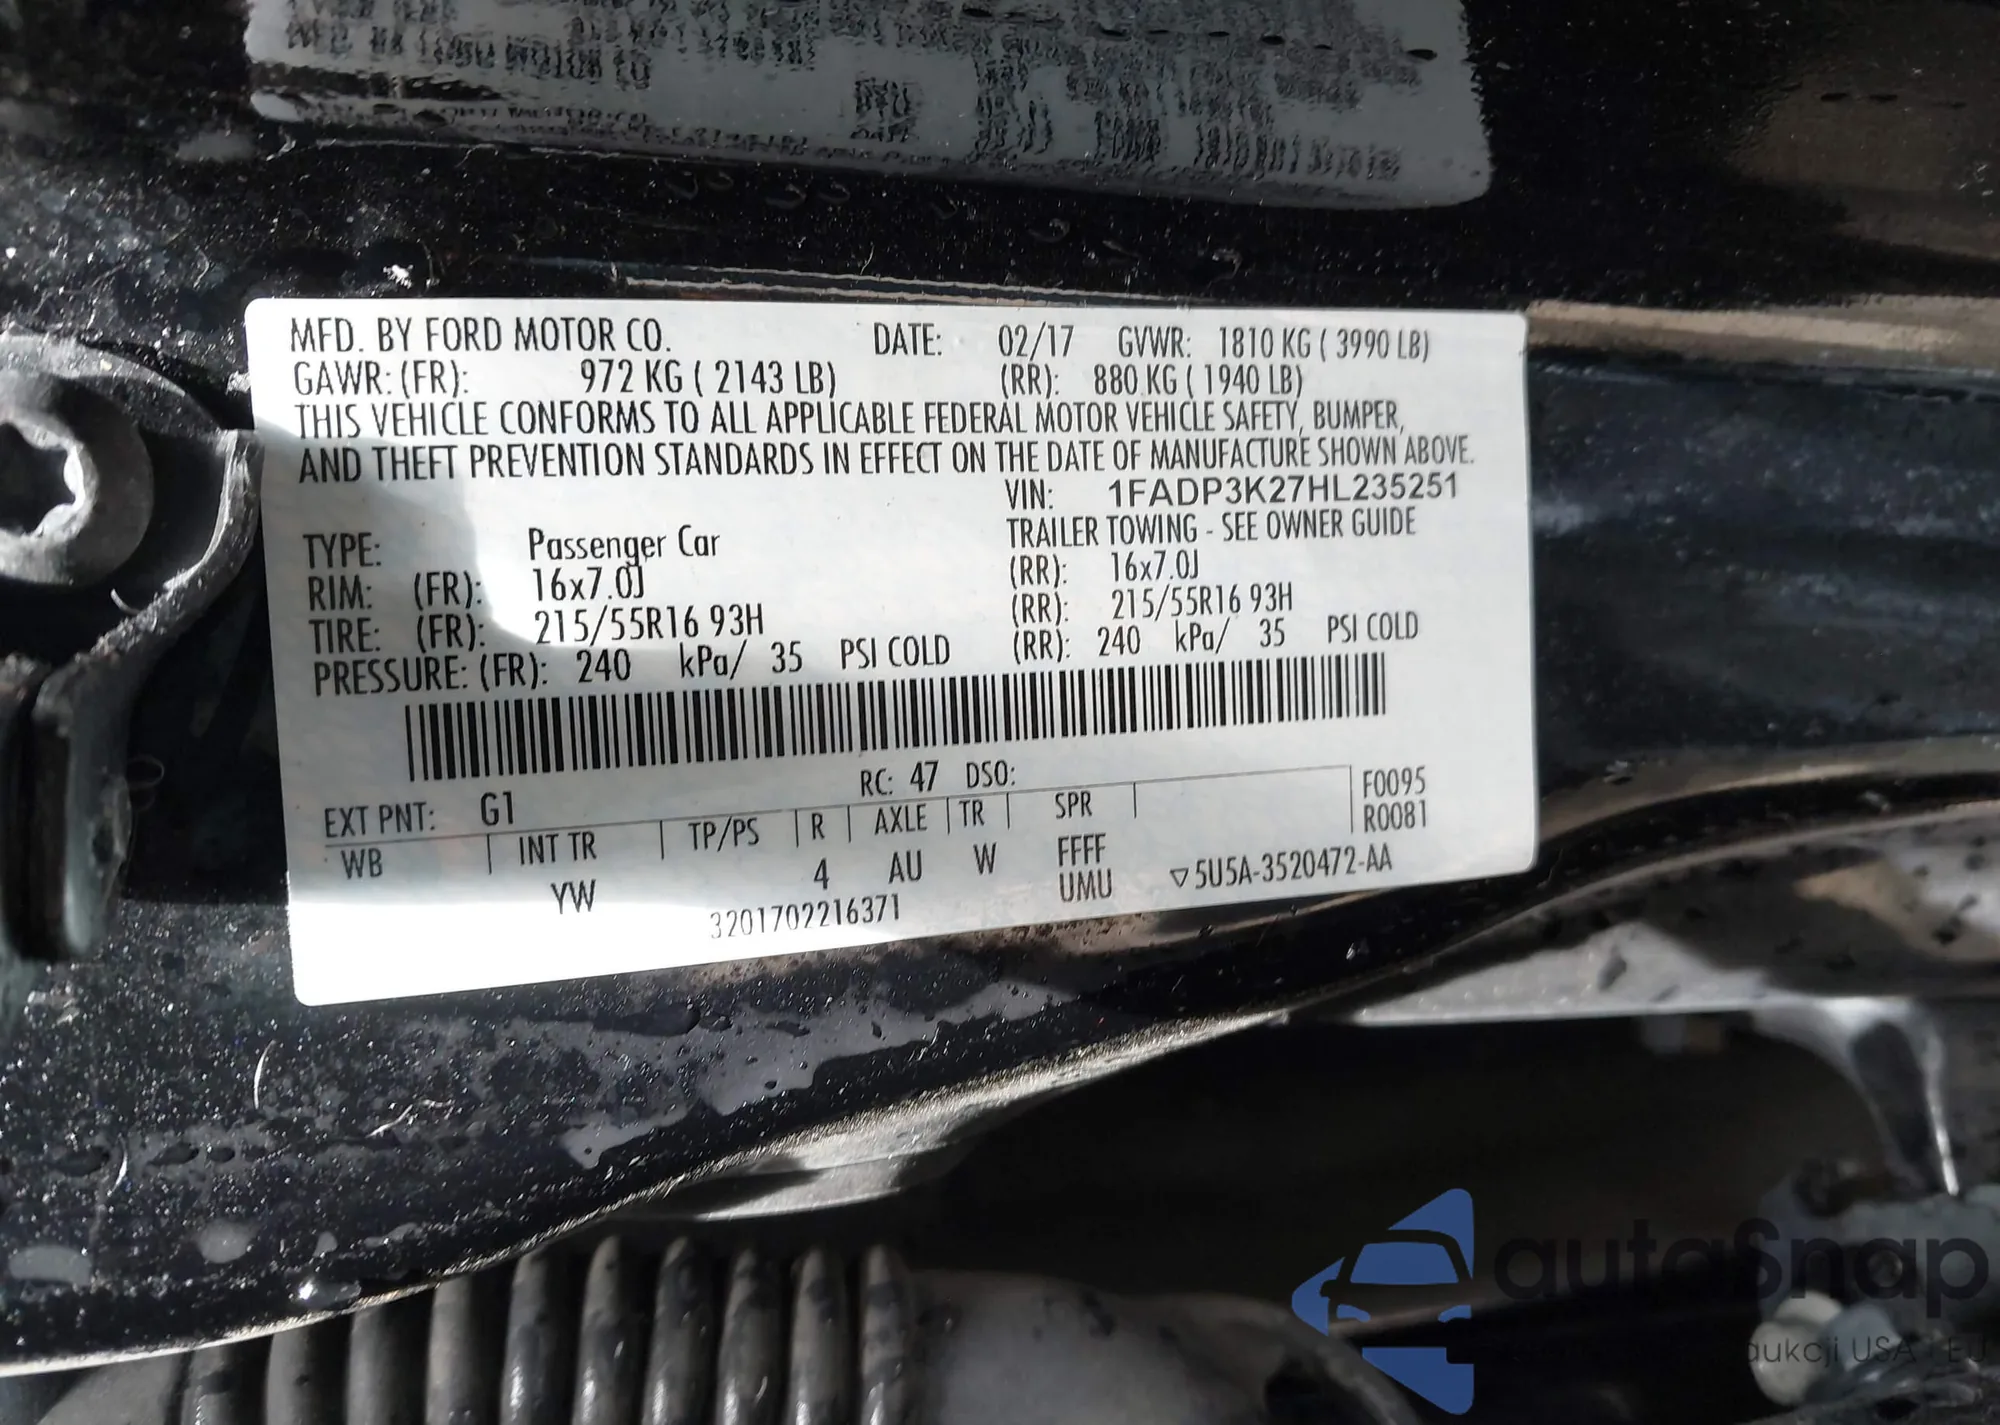 MFD. BY FORD MOTOR CO. DATE: 02/17 GVWR: 1810 KG ( 3990 LB)
GAWR: (FR): 972 KG ( 2143 LB) (RR): 880 KG ( 1940 LB)
THIS VEHICLE CONFORMS TO ALL APPLICABLE FEDERAL MOTOR VEHICLE SAFETY, BUMPER,
AND THEFT PREVENTION STANDARDS IN EFFECT ON THE DATE OF MANUFACTURE SHOWN ABOVE.
VIN: 1FADP3K27HL235251
TYPE: Passenger Car TRAILER TOWING - SEE OWNER GUIDE
RIM: (FR): 16x7.0J (RR): 16x7.0J
TIRE: (FR): 215/55R16 93H (RR): 215/55R16 93H
PRESSURE: (FR): 240 kPa/ 35 PSI COLD (RR): 240 kPa/ 35 PSI COLD
RC: 47 DSO: F0095
EXT PNT: G1 R0081
WB INT TR TP/PS R AXLE TR SPR
YW 4 AU W FFFF
UMU ▽5U5A-3520472-AA
3201702216371
autaSnap
aukcji USA i EU